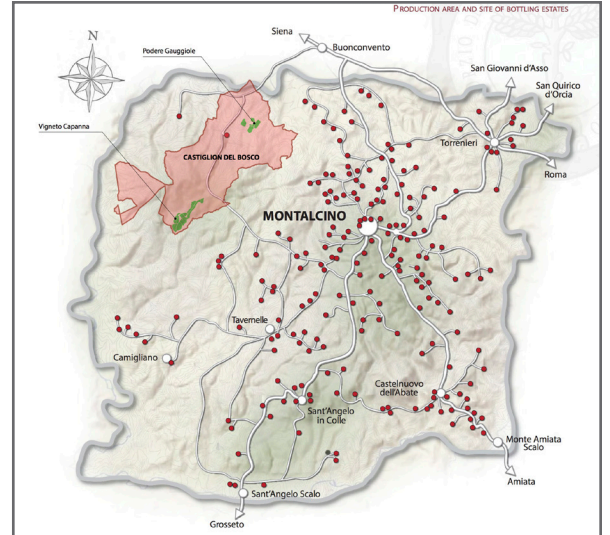 PRODUCTION AREA AND SITE OF BOTTLING ESTATES
Siena
N
Buonconvento
Podere Gauggiole
San Giovanni d'Asso
San Quirico
d'Orcia
Vigneto Capanna
Torrenieri
CASTIGLION DEL BOSCO
Roma
MONTALCINO
Tavernelle
Camigliano
Castelnuovo
dell'Abate
Sant'Angelo
in Colle
Monte Amiata
Scalo
Amiata
Sant'Angelo Scalo
Grosseto